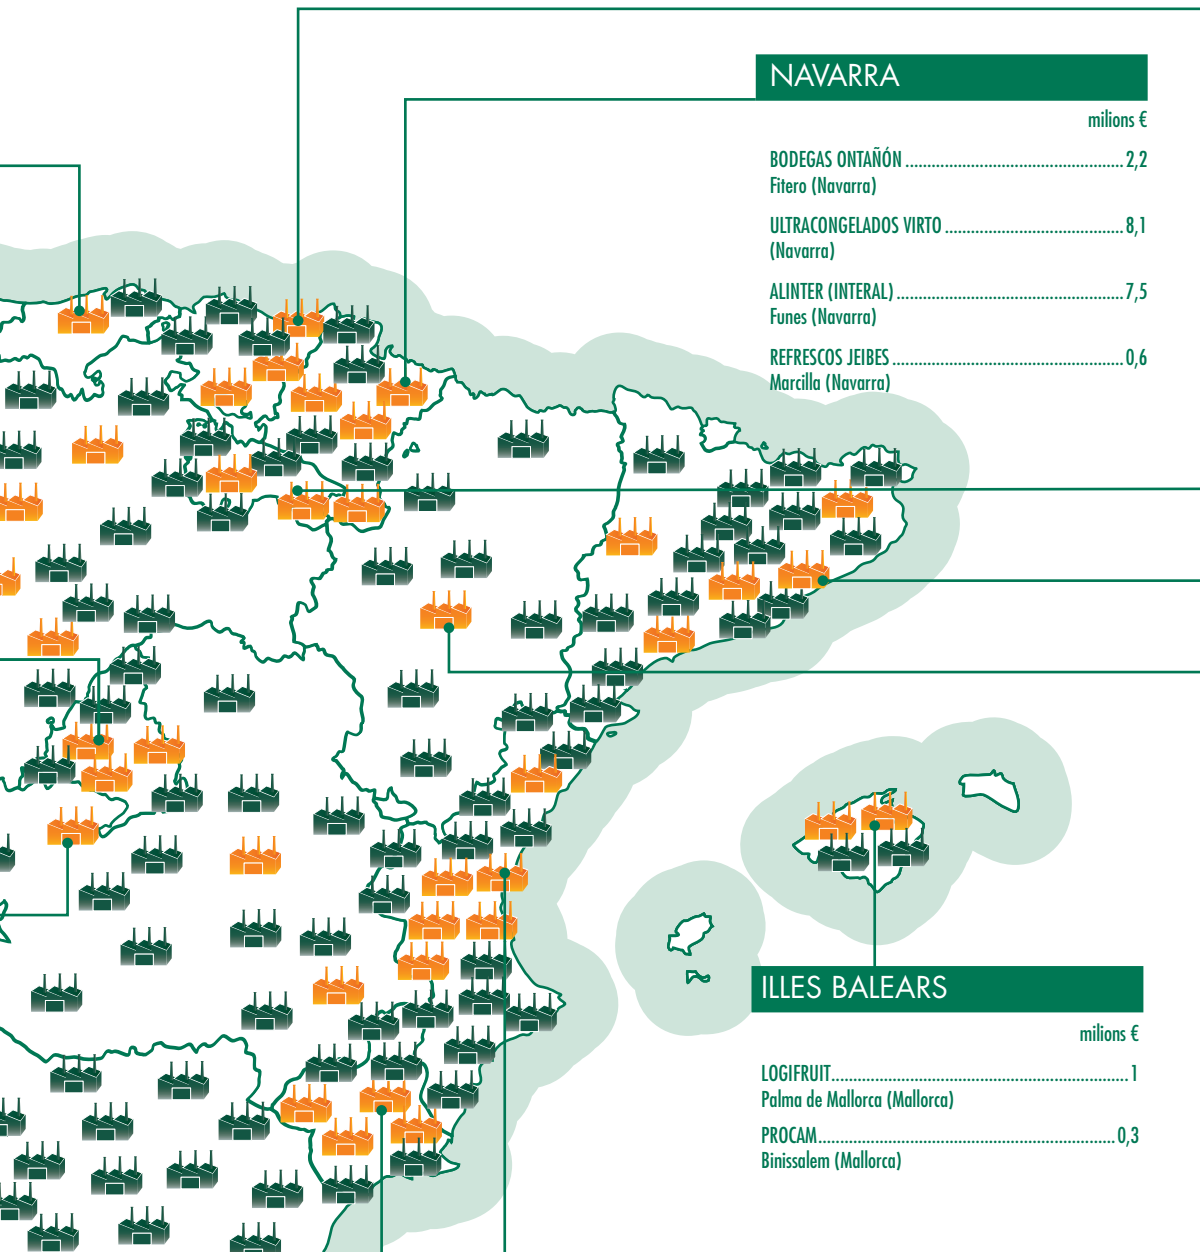 NAVARRA
milions €
BODEGAS ONTAÑÓN 2,2
Fitero (Navarra)
ULTRACONGELADOS VIRTO 8,1
(Navarra)
ALINTER (INTERAL) 7,5
Funes (Navarra)
REFRESCOS JEIBES 0,6
Marcilla (Navarra)
ILLES BALEARS
milions €
LOGIFRUIT 1
Palma de Mallorca (Mallorca)
PROCAM 0,3
Binissalem (Mallorca)